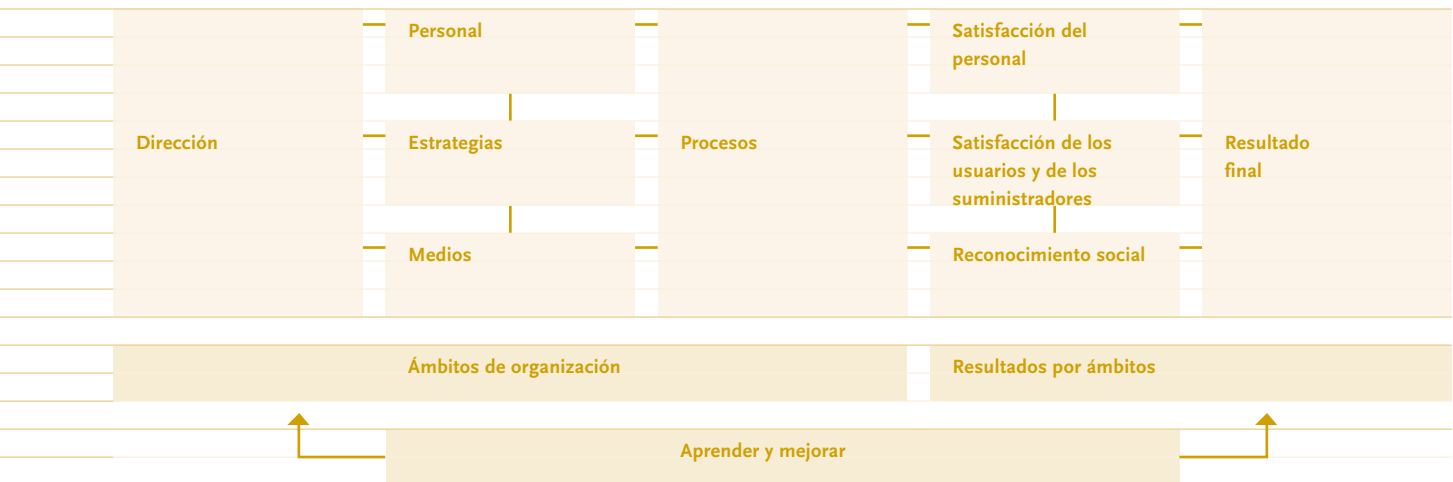 Personal
Satisfacción del
personal
Dirección
Estrategias
Procesos
Satisfacción de los
usuarios y de los
suministradores
Resultado
final
Medios
Reconocimiento social
Ámbitos de organización
Resultados por ámbitos
Aprender y mejorar